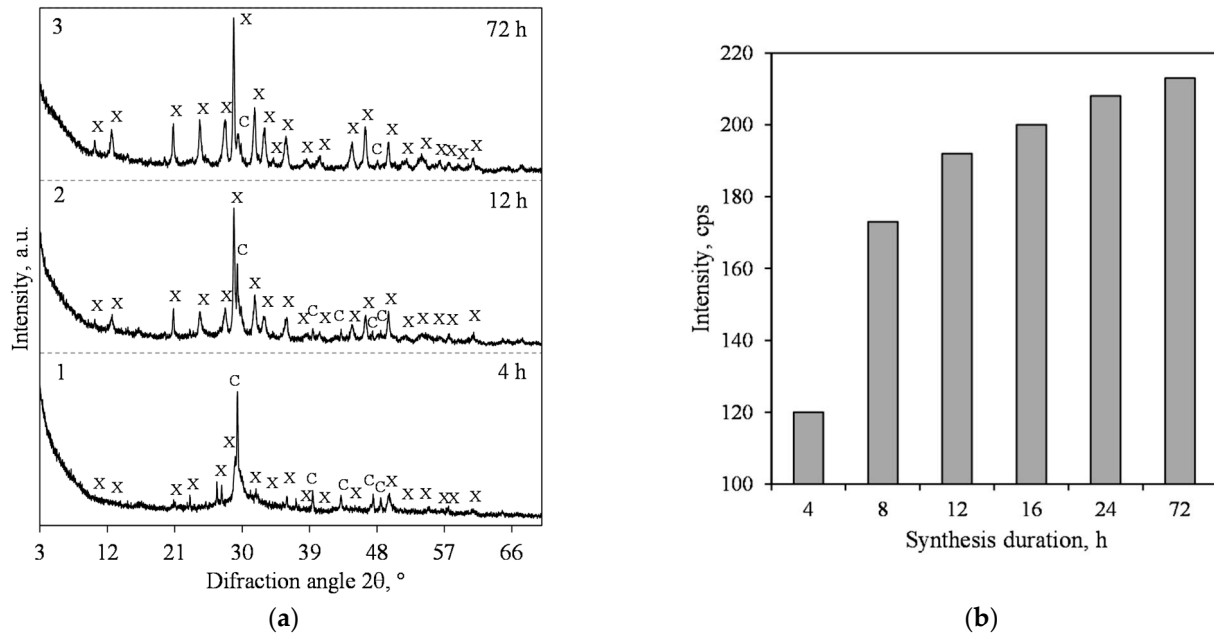 3 72 h
X X X X X X C X X X X X X X X C X X X X X X X
2 12 h
X X X X X X C X X X X C X C X X C C X X X X X X
1 4 h
X X X X X X C X X X X C X C X C C X X X X X X
Intensity, a.u.
3 12 21 30 39 48 57 66
Difraction angle 2θ, °
(a)
220
200
180
160
140
120
100
Intensity, cps
4 8 12 16 24 72
Synthesis duration, h
(b)